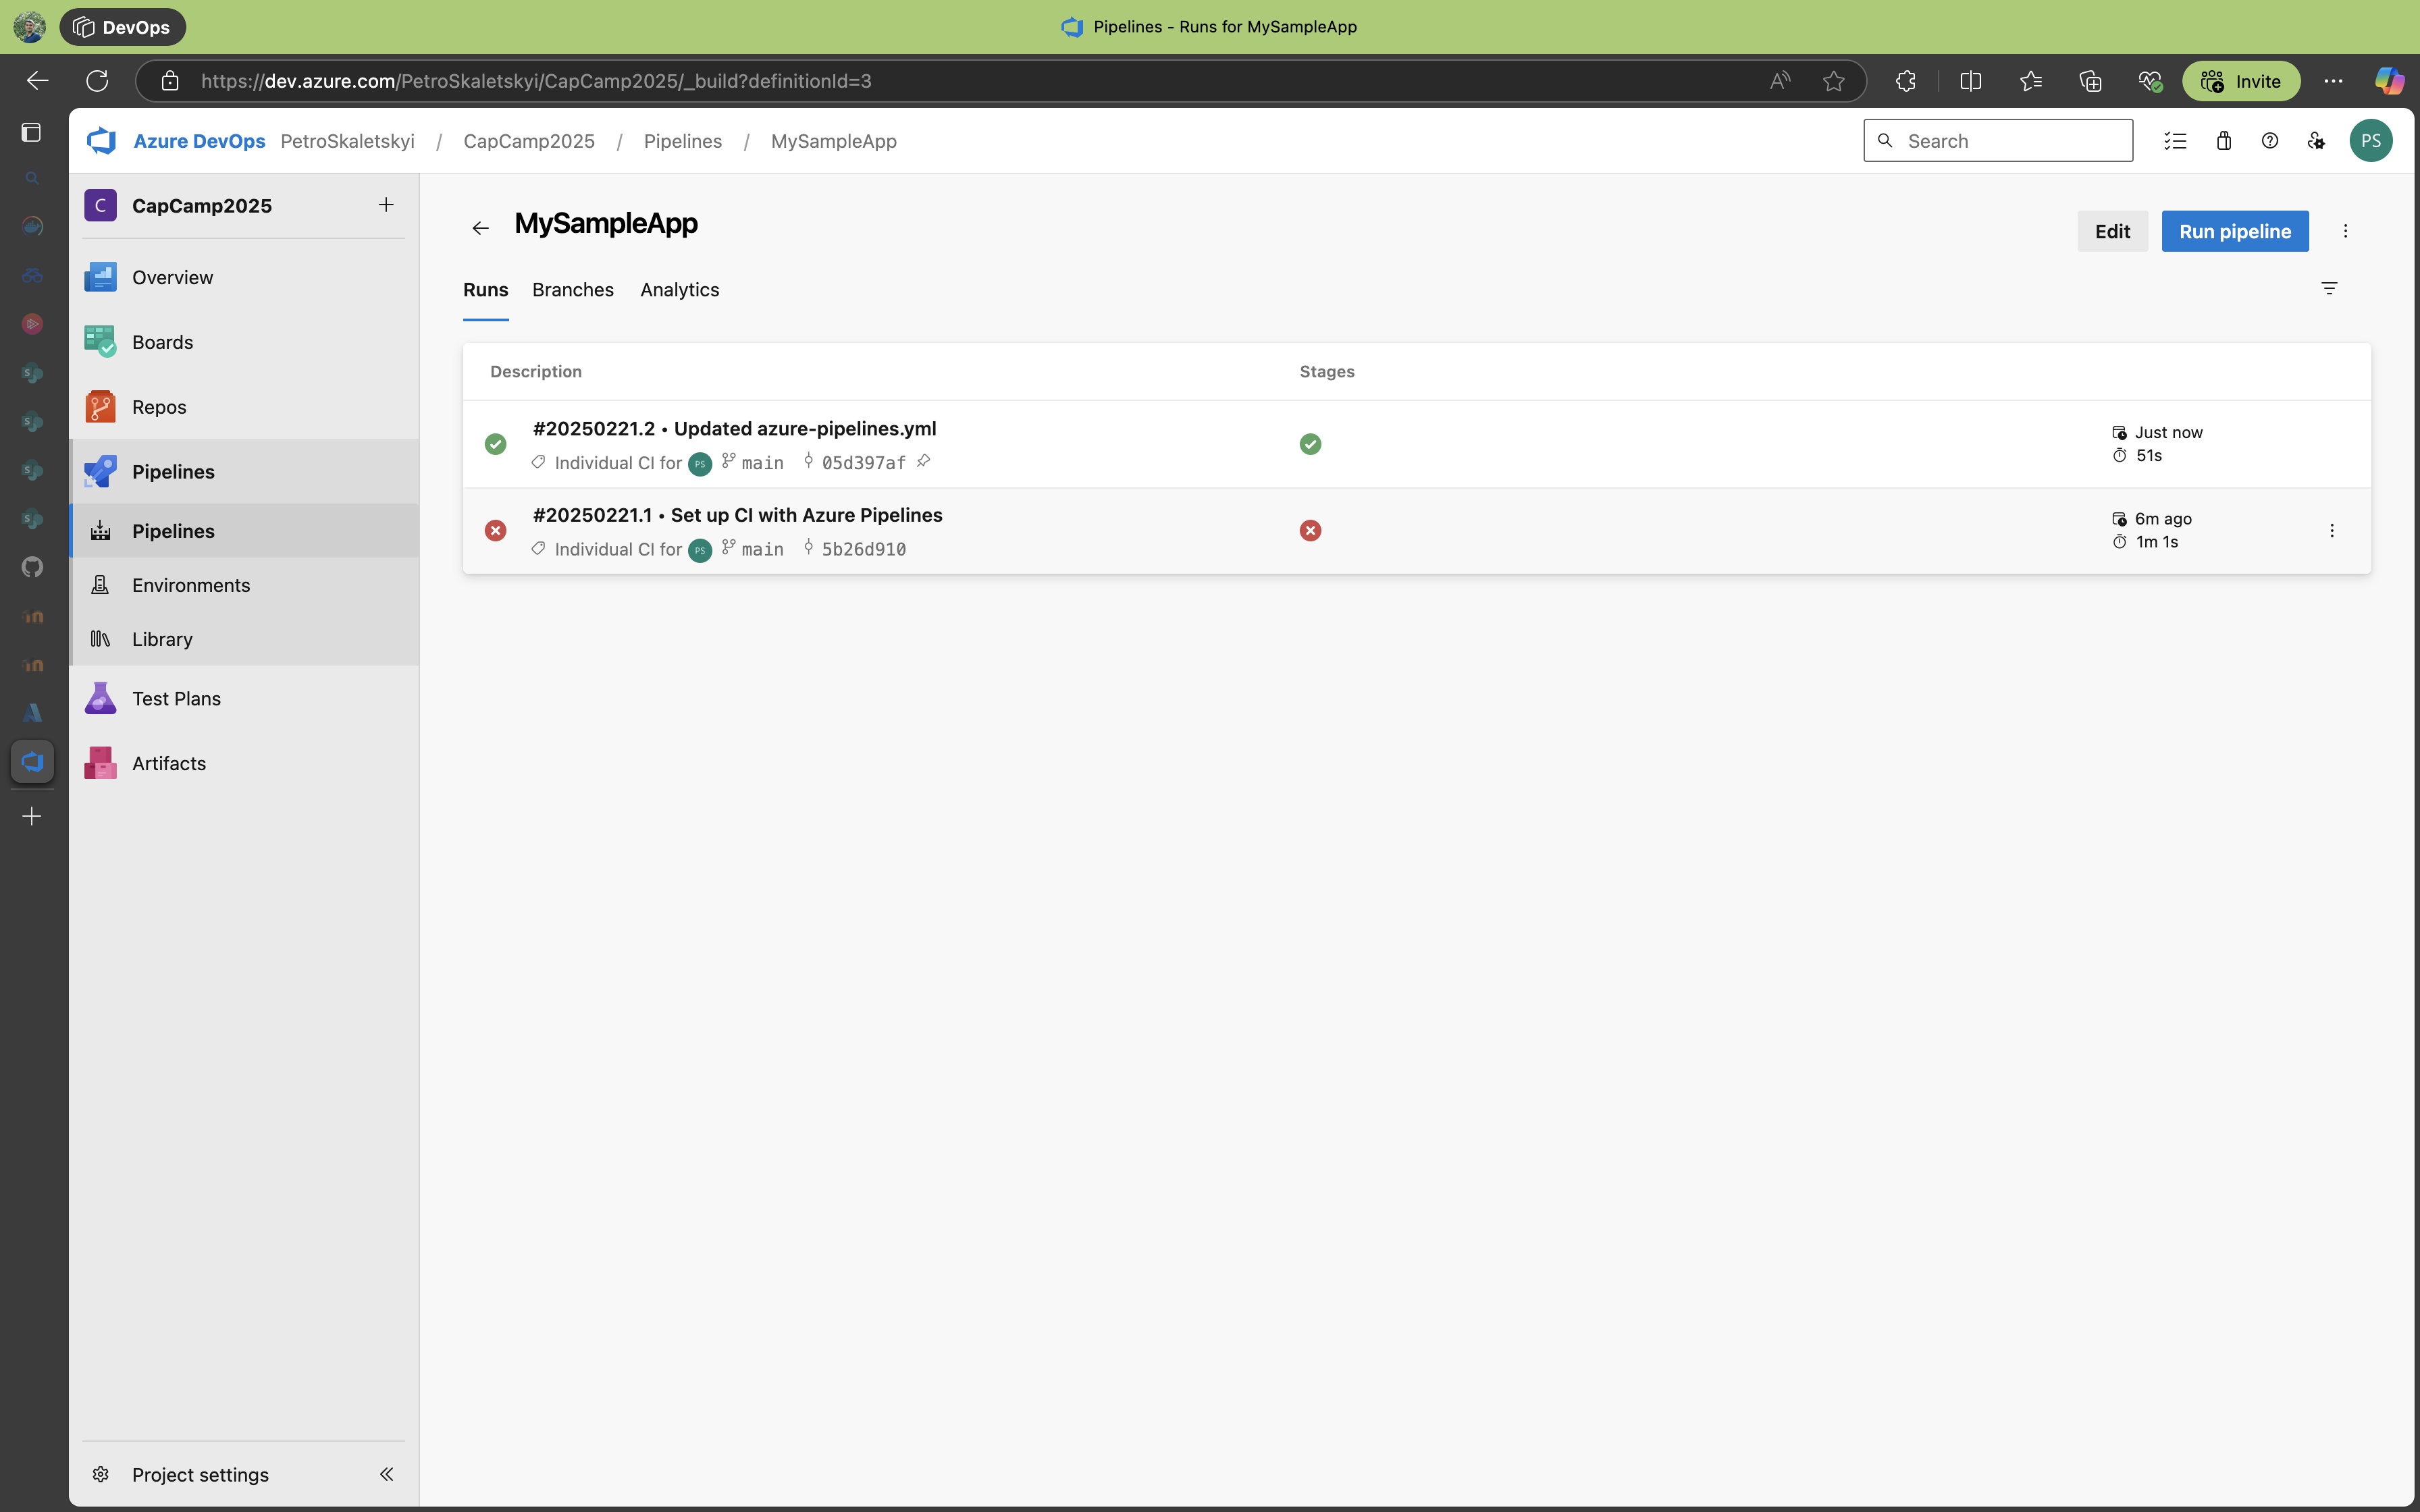 DevOps
Pipelines - Runs for MySampleApp
https://dev.azure.com/PetroSkaletskyi/CapCamp2025/_build?definitionId=3
Invite
Azure DevOps PetroSkaletskyi / CapCamp2025 / Pipelines / MySampleApp
Search
PS
C CapCamp2025
Overview
Boards
Repos
Pipelines
Pipelines
Environments
Library
Test Plans
Artifacts
Project settings
MySampleApp
Edit
Run pipeline
Runs Branches Analytics
Description Stages
#20250221.2 • Updated azure-pipelines.yml
Individual CI for PS main 05d397af
Just now
51s
#20250221.1 • Set up CI with Azure Pipelines
Individual CI for PS main 5b26d910
6m ago
1m 1s